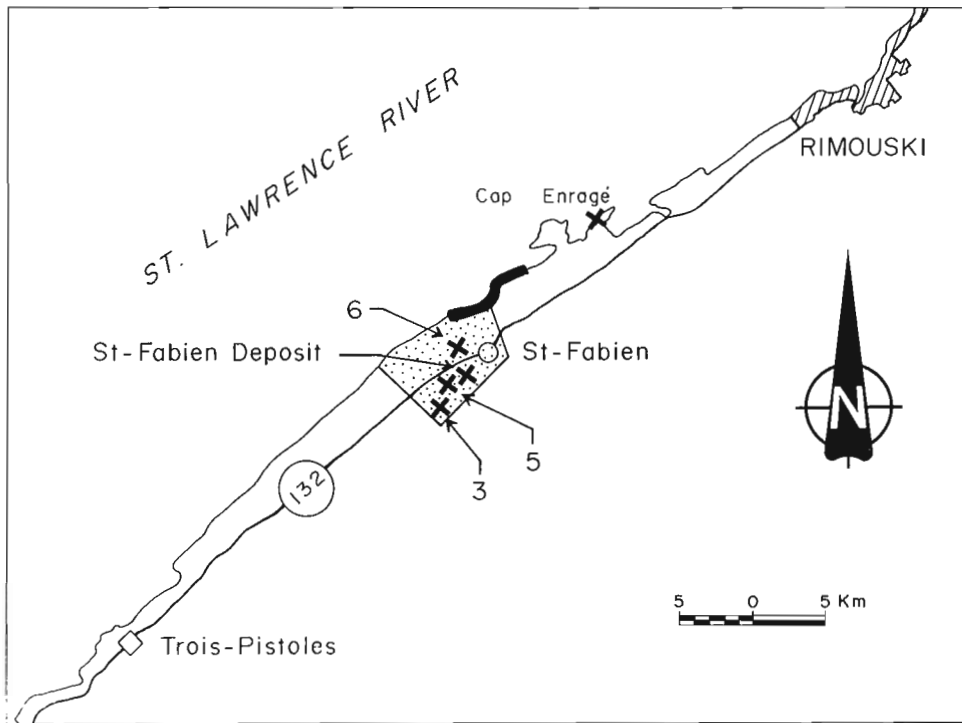 RIMOUSKI
ST. LAWRENCE RIVER
Cap Enragé
6
St-Fabien Deposit
St-Fabien
N
5
3
132
5 0 5 Km
Trois-Pistoles